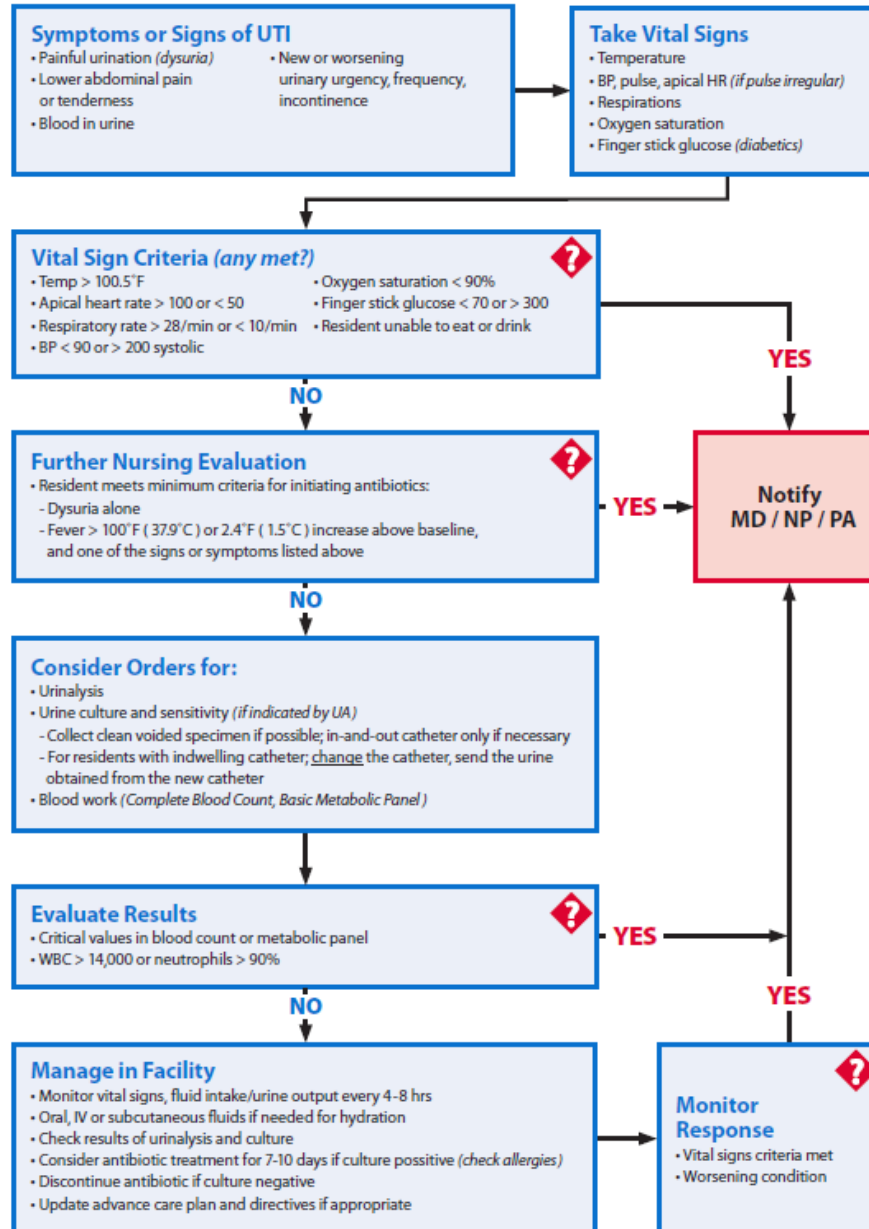 Symptoms or Signs of UTI
• Painful urination (dysuria)
• Lower abdominal pain
or tenderness
• Blood in urine
• New or worsening
urinary urgency, frequency,
incontinence
Take Vital Signs
• Temperature
• BP, pulse, apical HR (if pulse irregular)
• Respirations
• Oxygen saturation
• Finger stick glucose (diabetics)
Vital Sign Criteria (any met?)
?
• Temp > 100.5°F
• Apical heart rate > 100 or < 50
• Respiratory rate > 28/min or < 10/min
• BP < 90 or > 200 systolic
• Oxygen saturation < 90%
• Finger stick glucose < 70 or > 300
• Resident unable to eat or drink
YES
NO
Further Nursing Evaluation
?
• Resident meets minimum criteria for initiating antibiotics:
- Dysuria alone
- Fever > 100°F ( 37.9°C ) or 2.4°F ( 1.5°C ) increase above baseline,
and one of the signs or symptoms listed above
YES
Notify
MD / NP / PA
NO
Consider Orders for:
• Urinalysis
• Urine culture and sensitivity (if indicated by UA)
- Collect clean voided specimen if possible; in-and-out catheter only if necessary
- For residents with indwelling catheter; change the catheter, send the urine
obtained from the new catheter
• Blood work (Complete Blood Count, Basic Metabolic Panel )
Evaluate Results
?
• Critical values in blood count or metabolic panel
• WBC > 14,000 or neutrophils > 90%
YES
NO
YES
Manage in Facility
• Monitor vital signs, fluid intake/urine output every 4-8 hrs
• Oral, IV or subcutaneous fluids if needed for hydration
• Check results of urinalysis and culture
• Consider antibiotic treatment for 7-10 days if culture possitive (check allergies)
• Discontinue antibiotic if culture negative
• Update advance care plan and directives if appropriate
?
Monitor
Response
• Vital signs criteria met
• Worsening condition